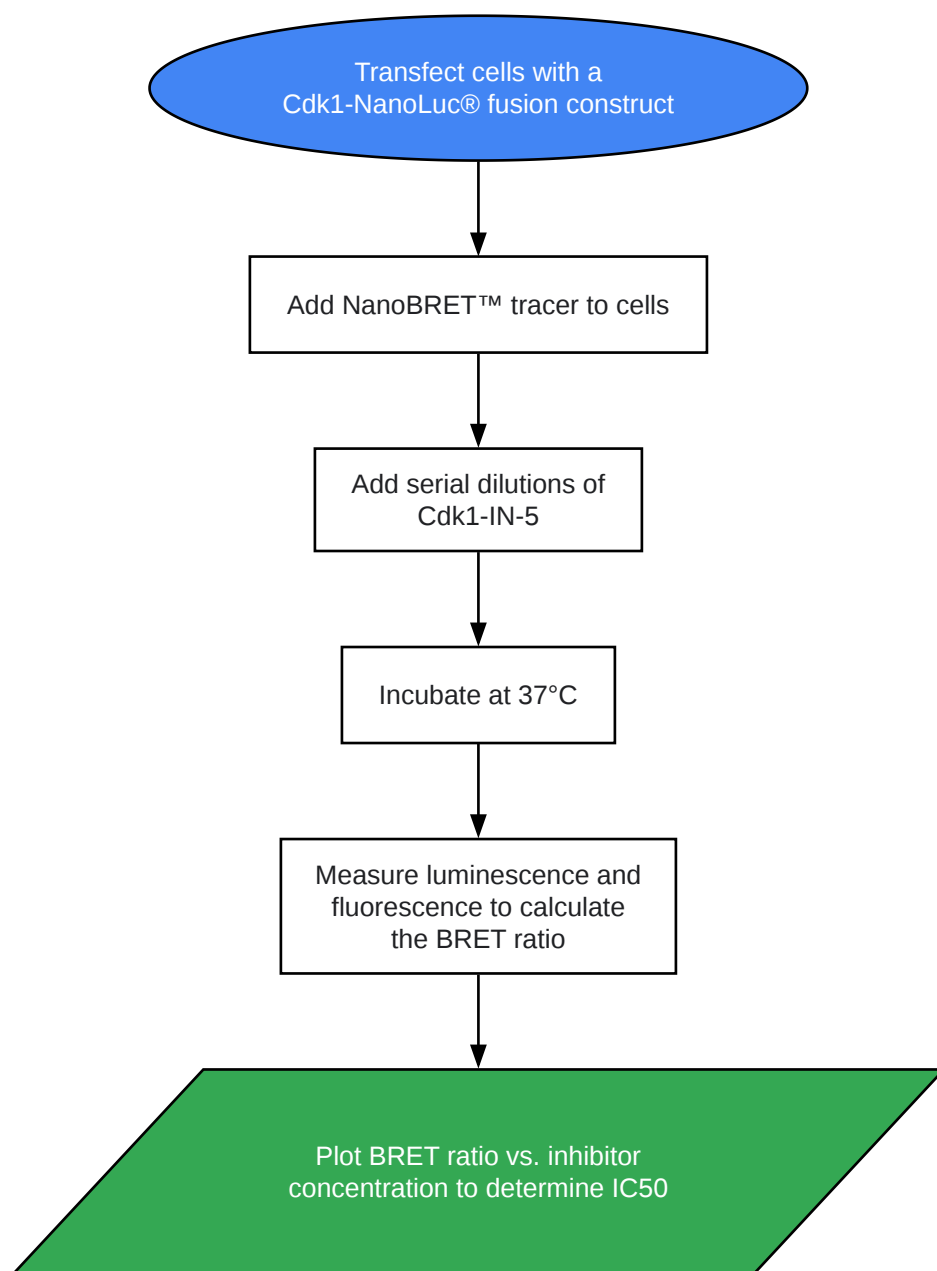 Transfect cells with a
Cdk1-NanoLuc® fusion construct
Add NanoBRET™ tracer to cells
Add serial dilutions of
Cdk1-IN-5
Incubate at 37°C
Measure luminescence and
fluorescence to calculate
the BRET ratio
Plot BRET ratio vs. inhibitor
concentration to determine IC50